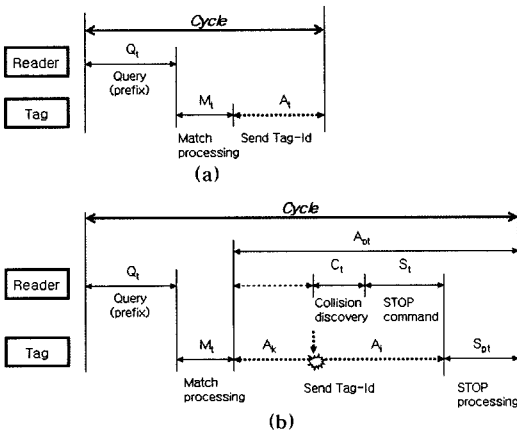 Cycle
Reader
Qt
Query
(prefix)
Tag
Mt
At
Match
processing
Send Tag-Id
(a)
Cycle
Apt
Reader
Qt
Ct
St
Query
(prefix)
Collision
discovery
STOP
command
Tag
Mt
Ak
Ai
Spt
Match
processing
Send Tag-Id
STOP
processing
(b)